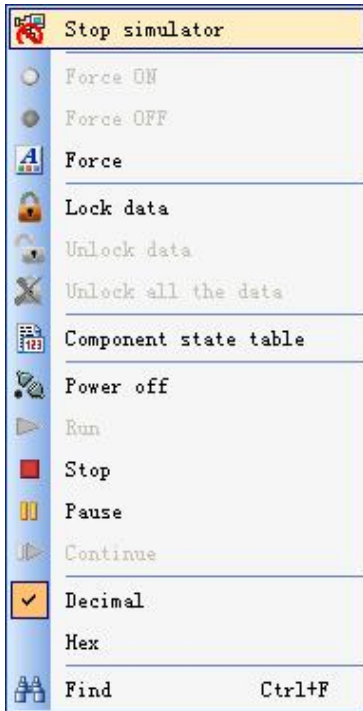 Stop simulator
Force ON
Force OFF
A Force
Lock data
Unlock data
Unlock all the data
123 Component state table
Power off
Run
Stop
Pause
Continue
Decimal
Hex
Find Ctrl+F